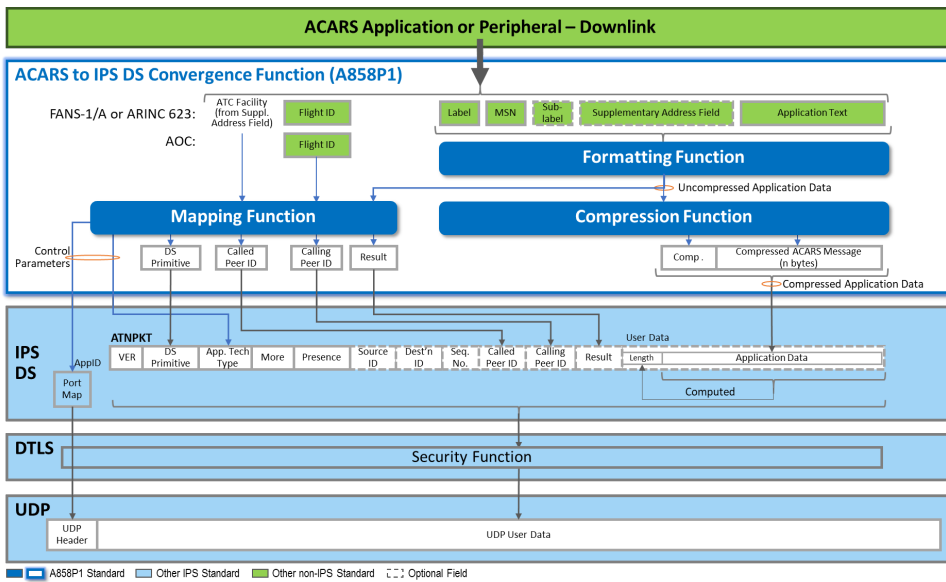 ACARS Application or Peripheral – Downlink
ACARS to IPS DS Convergence Function (A858P1)
FANS-1/A or ARINC 623:
ATC Facility
(from Suppl.
Address Field)
Flight ID
Label
MSN
Sub-
label
Supplementary Address Field
Application Text
AOC:
Flight ID
Formatting Function
Uncompressed Application Data
Mapping Function
Compression Function
Control
Parameters
DS
Primitive
Called
Peer ID
Calling
Peer ID
Result
Comp .
Compressed ACARS Message
(n bytes)
Compressed Application Data
IPS
DS
ATNPKT
User Data
VER
DS
Primitive
App. Tech
Type
More
Presence
Source
ID
Dest'n
ID
Seq.
No.
Called
Peer ID
Calling
Peer ID
Result
Length
Application Data
AppID
Port
Map
Computed
DTLS
Security Function
UDP
UDP
Header
UDP User Data
A858P1 Standard
Other IPS Standard
Other non-IPS Standard
Optional Field